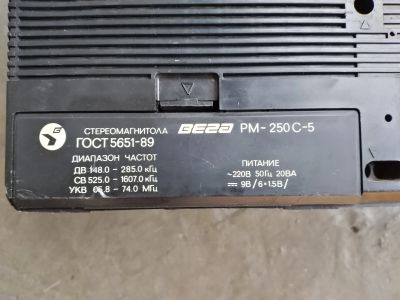 СТЕРЕОМАГНИТОЛА ВЕГА РМ-250С-5
ГОСТ 5651-89
ДИАПАЗОН ЧАСТОТ
ДВ 148.0 - 285.0 кГц
СВ 525.0 - 1607.0 кГц
УКВ 65.8 - 74.0 МГц
ПИТАНИЕ
~220В 50Гц 20ВА
⎓ 9В/6×1.5В/